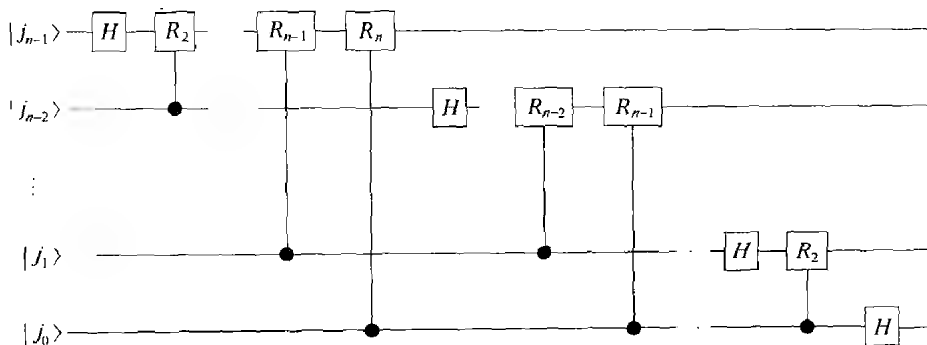 |j_{n-1}⟩ H R_2 R_{n-1} R_n
|j_{n-2}⟩ H R_{n-2} R_{n-1}
⋮
|j_1⟩ H R_2
|j_0⟩ H